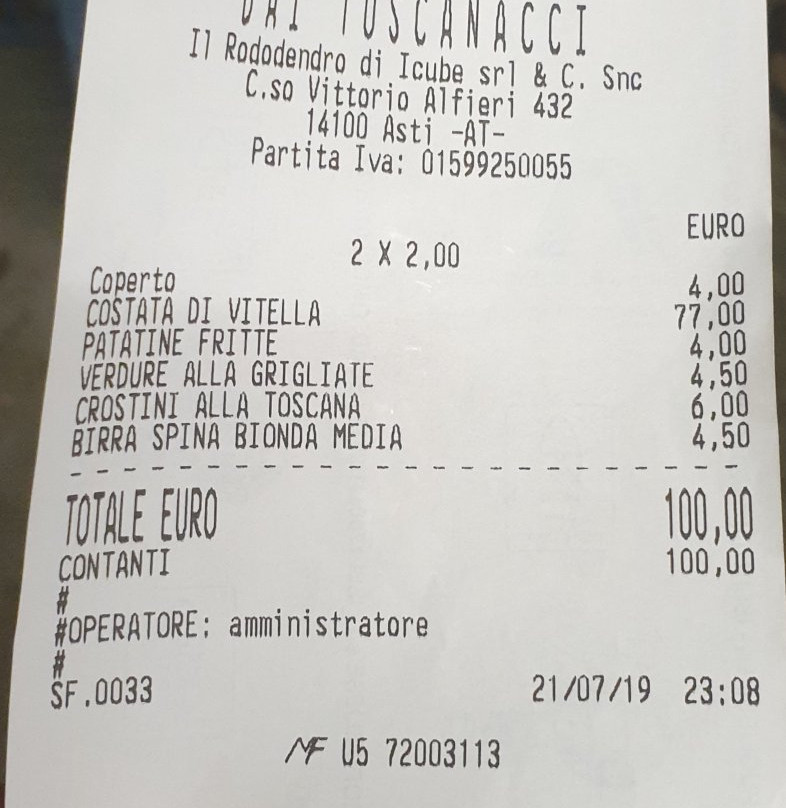 DAI TOSCANACCI
Il Rododendro di Icube srl & C. Snc
C.so Vittorio Alfieri 432
14100 Asti -AT-
Partita Iva: 01599250055
EURO
2 X 2,00
Coperto 4,00
COSTATA DI VITELLA 77,00
PATATINE FRITTE 4,00
VERDURE ALLA GRIGLIATE 4,50
CROSTINI ALLA TOSCANA 6,00
BIRRA SPINA BIONDA MEDIA 4,50
TOTALE EURO 100,00
CONTANTI 100,00
#
#OPERATORE: amministratore
#
SF.0033 21/07/19 23:08
MF U5 72003113